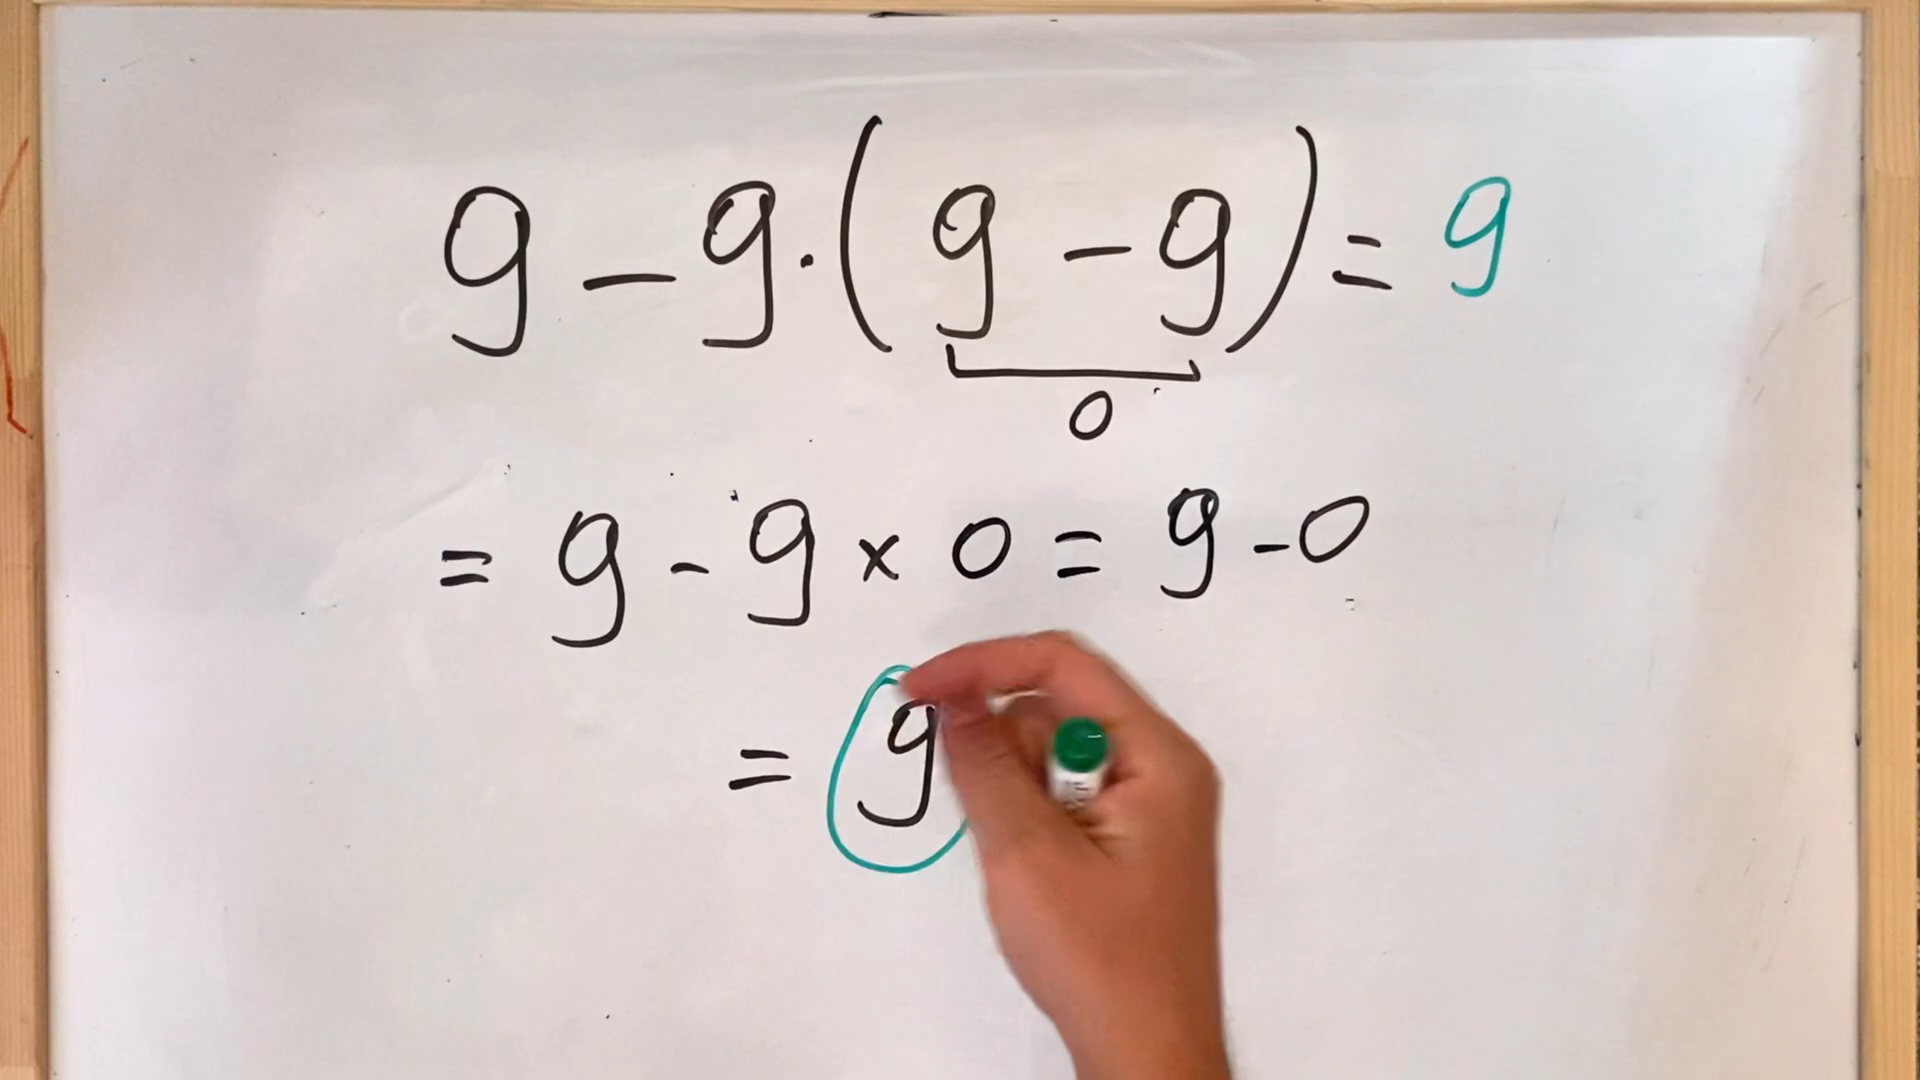 9 - 9·(9 - 9) = 9
0
= 9 - 9 × 0 = 9 - 0
= 9